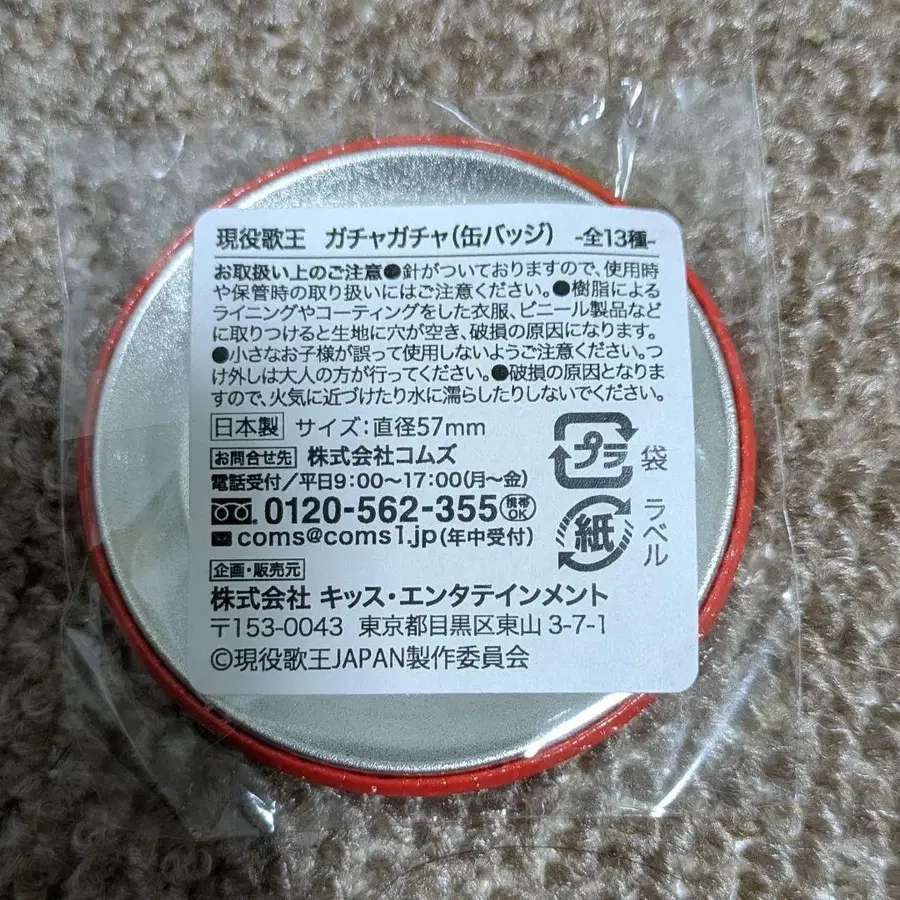 現役歌王 ガチャガチャ(缶バッジ) -全13種-
お取扱い上のご注意●針がついておりますので、使用時
や保管時の取り扱いにはご注意ください。●樹脂による
ライニングやコーティングをした衣服、ビニール製品など
に取りつけると生地に穴が空き、破損の原因になります。
●小さなお子様が誤って使用しないようご注意ください。つ
け外しは大人の方が行ってください。●破損の原因となりま
すので、火気に近づけたり水に濡らしたりしないでください。
日本製 サイズ:直径57mm
お問合せ先 株式会社コムズ
電話受付/平日9:00〜17:00(月〜金)
0120-562-355 携帯OK
coms@coms1.jp(年中受付)
プラ 袋
紙 ラベル
企画・販売元
株式会社 キッス・エンタテインメント
〒153-0043 東京都目黒区東山 3-7-1
©現役歌王JAPAN製作委員会